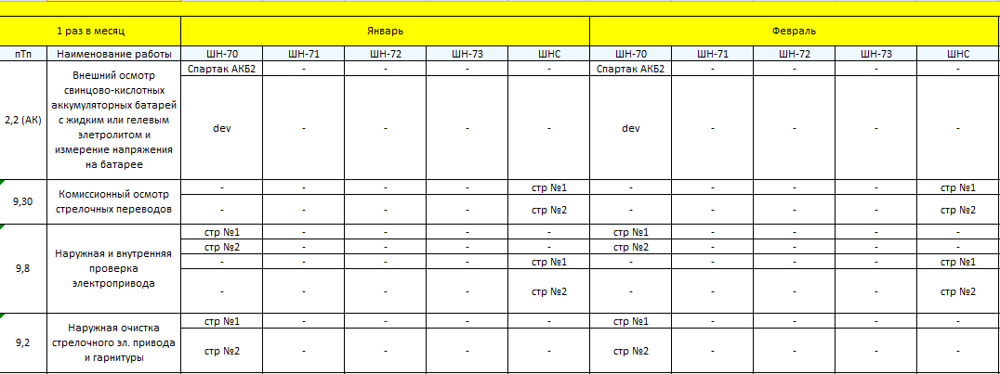 1 раз в месяц Январь Февраль
пТп Наименование работы ШН-70 ШН-71 ШН-72 ШН-73 ШНС ШН-70 ШН-71 ШН-72 ШН-73 ШНС
2,2 (АК)
Внешний осмотр
свинцово-кислотных
аккумуляторных батарей
с жидким или гелевым
элетролитом и
измерение напряжения
на батарее
Спартак АКБ2 - - - - Спартак АКБ2 - - - -
dev - - - - dev - - - -
9,30
Комиссионный осмотр
стрелочных переводов
- - - - стр №1 - - - - стр №1
- - - - стр №2 - - - - стр №2
9,8
Наружная и внутренняя
проверка
электропривода
стр №1 - - - - стр №1 - - - -
стр №2 - - - - стр №2 - - - -
- - - - стр №1 - - - - стр №1
- - - - стр №2 - - - - стр №2
9,2
Наружная очистка
стрелочного эл. привода
и гарнитуры
стр №1 - - - - стр №1 - - - -
стр №2 - - - - стр №2 - - - -